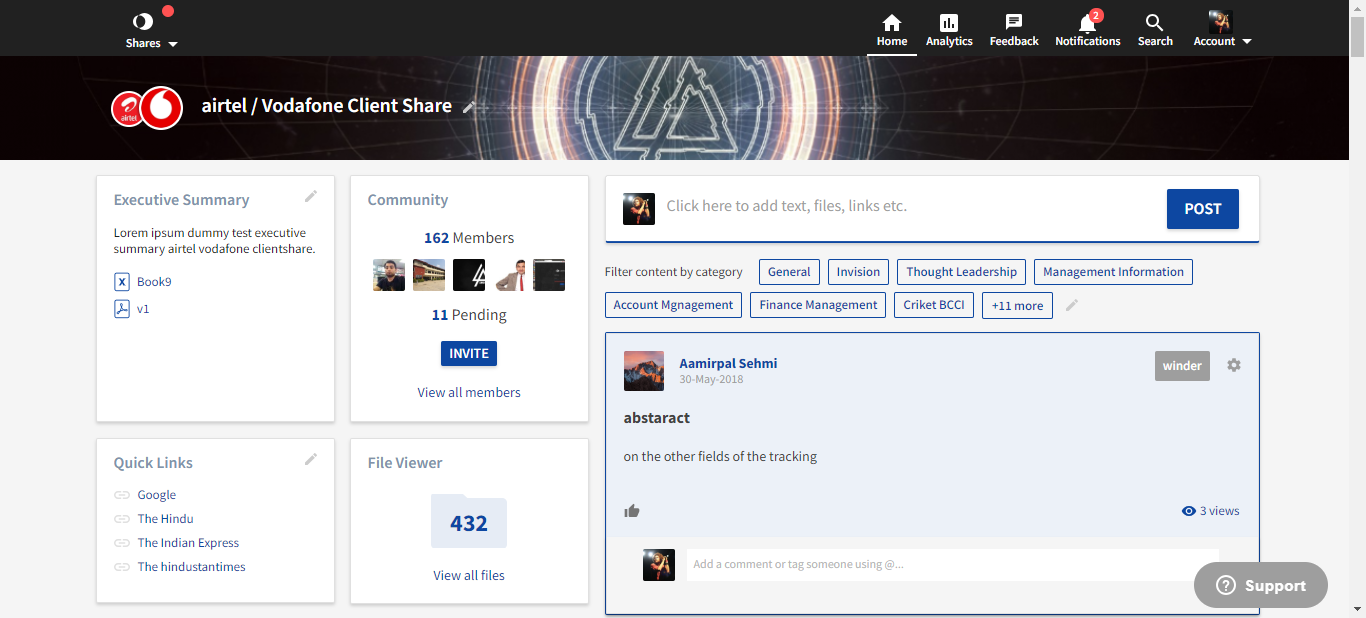 Shares
Home
Analytics
Feedback
2
Notifications
Search
Account
airtel
airtel / Vodafone Client Share
Executive Summary
Lorem ipsum dummy test executive
summary airtel vodafone clientshare.
X Book9
v1
Community
162 Members
11 Pending
INVITE
View all members
Quick Links
Google
The Hindu
The Indian Express
The hindustantimes
File Viewer
432
View all files
Click here to add text, files, links etc.
POST
Filter content by category
General
Invision
Thought Leadership
Management Information
Account Mgnagement
Finance Management
Criket BCCI
+11 more
Aamirpal Sehmi
30-May-2018
winder
abstaract
on the other fields of the tracking
3 views
Add a comment or tag someone using @...
? Support